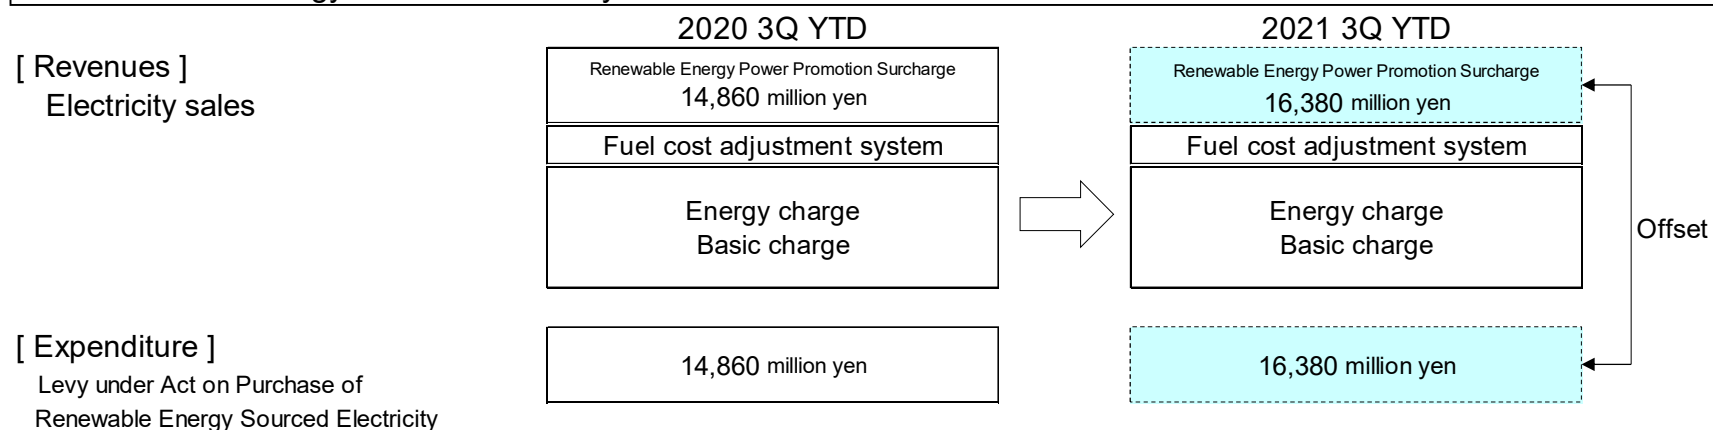 2020 3Q YTD
2021 3Q YTD
[ Revenues ]
Electricity sales
Renewable Energy Power Promotion Surcharge
14,860 million yen
Fuel cost adjustment system
Energy charge
Basic charge
Renewable Energy Power Promotion Surcharge
16,380 million yen
Fuel cost adjustment system
Energy charge
Basic charge
Offset
[ Expenditure ]
Levy under Act on Purchase of
Renewable Energy Sourced Electricity
14,860 million yen
16,380 million yen